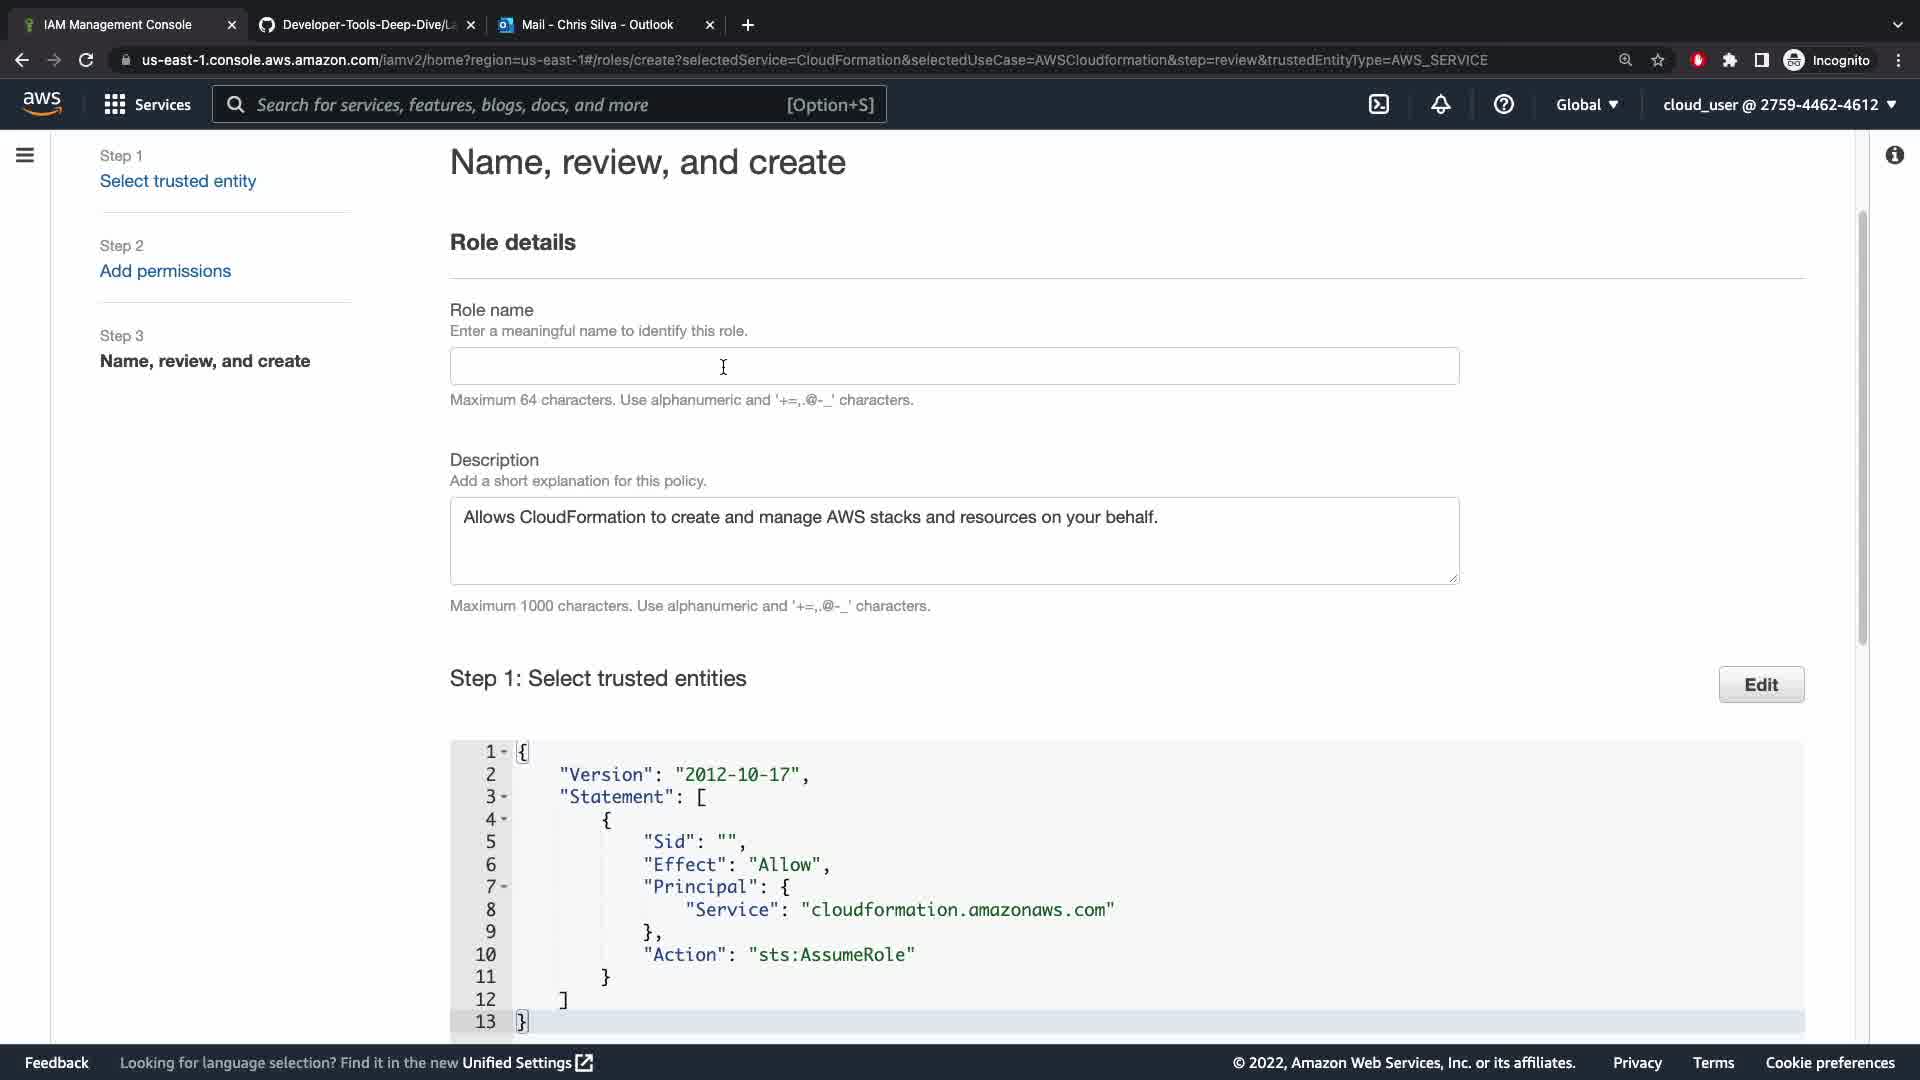 IAM Management Console
Developer-Tools-Deep-Dive/La
Mail - Chris Silva - Outlook
us-east-1.console.aws.amazon.com/iamv2/home?region=us-east-1#/roles/create?selectedService=CloudFormation&selectedUseCase=AWSCloudformation&step=review&trustedEntityType=AWS_SERVICE
Incognito
aws
Services
Search for services, features, blogs, docs, and more
[Option+S]
Global
cloud_user @ 2759-4462-4612
Step 1
Select trusted entity
Step 2
Add permissions
Step 3
Name, review, and create
Name, review, and create
Role details
Role name
Enter a meaningful name to identify this role.
Maximum 64 characters. Use alphanumeric and '+=,.@-_' characters.
Description
Add a short explanation for this policy.
Allows CloudFormation to create and manage AWS stacks and resources on your behalf.
Maximum 1000 characters. Use alphanumeric and '+=,.@-_' characters.
Step 1: Select trusted entities
Edit
1 {
2 "Version": "2012-10-17",
3 "Statement": [
4 {
5 "Sid": "",
6 "Effect": "Allow",
7 "Principal": {
8 "Service": "cloudformation.amazonaws.com"
9 },
10 "Action": "sts:AssumeRole"
11 }
12 ]
13 }
Feedback
Looking for language selection? Find it in the new Unified Settings
© 2022, Amazon Web Services, Inc. or its affiliates.
Privacy
Terms
Cookie preferences